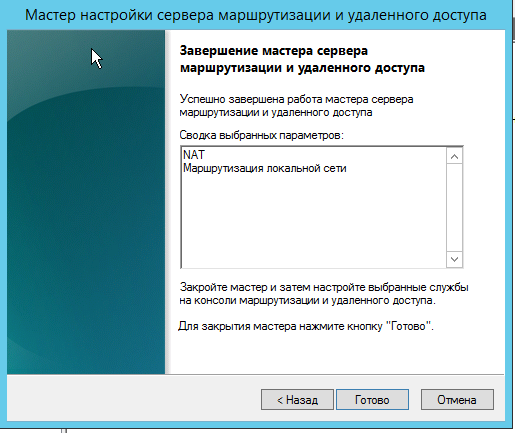 Мастер настройки сервера маршрутизации и удаленного доступа
Завершение мастера сервера
маршрутизации и удаленного доступа
Успешно завершена работа мастера сервера
маршрутизации и удаленного доступа
Сводка выбранных параметров:
NAT
Маршрутизация локальной сети
Закройте мастер и затем настройте выбранные службы
на консоли маршрутизации и удаленного доступа.
Для закрытия мастера нажмите кнопку "Готово".
< Назад
Готово
Отмена